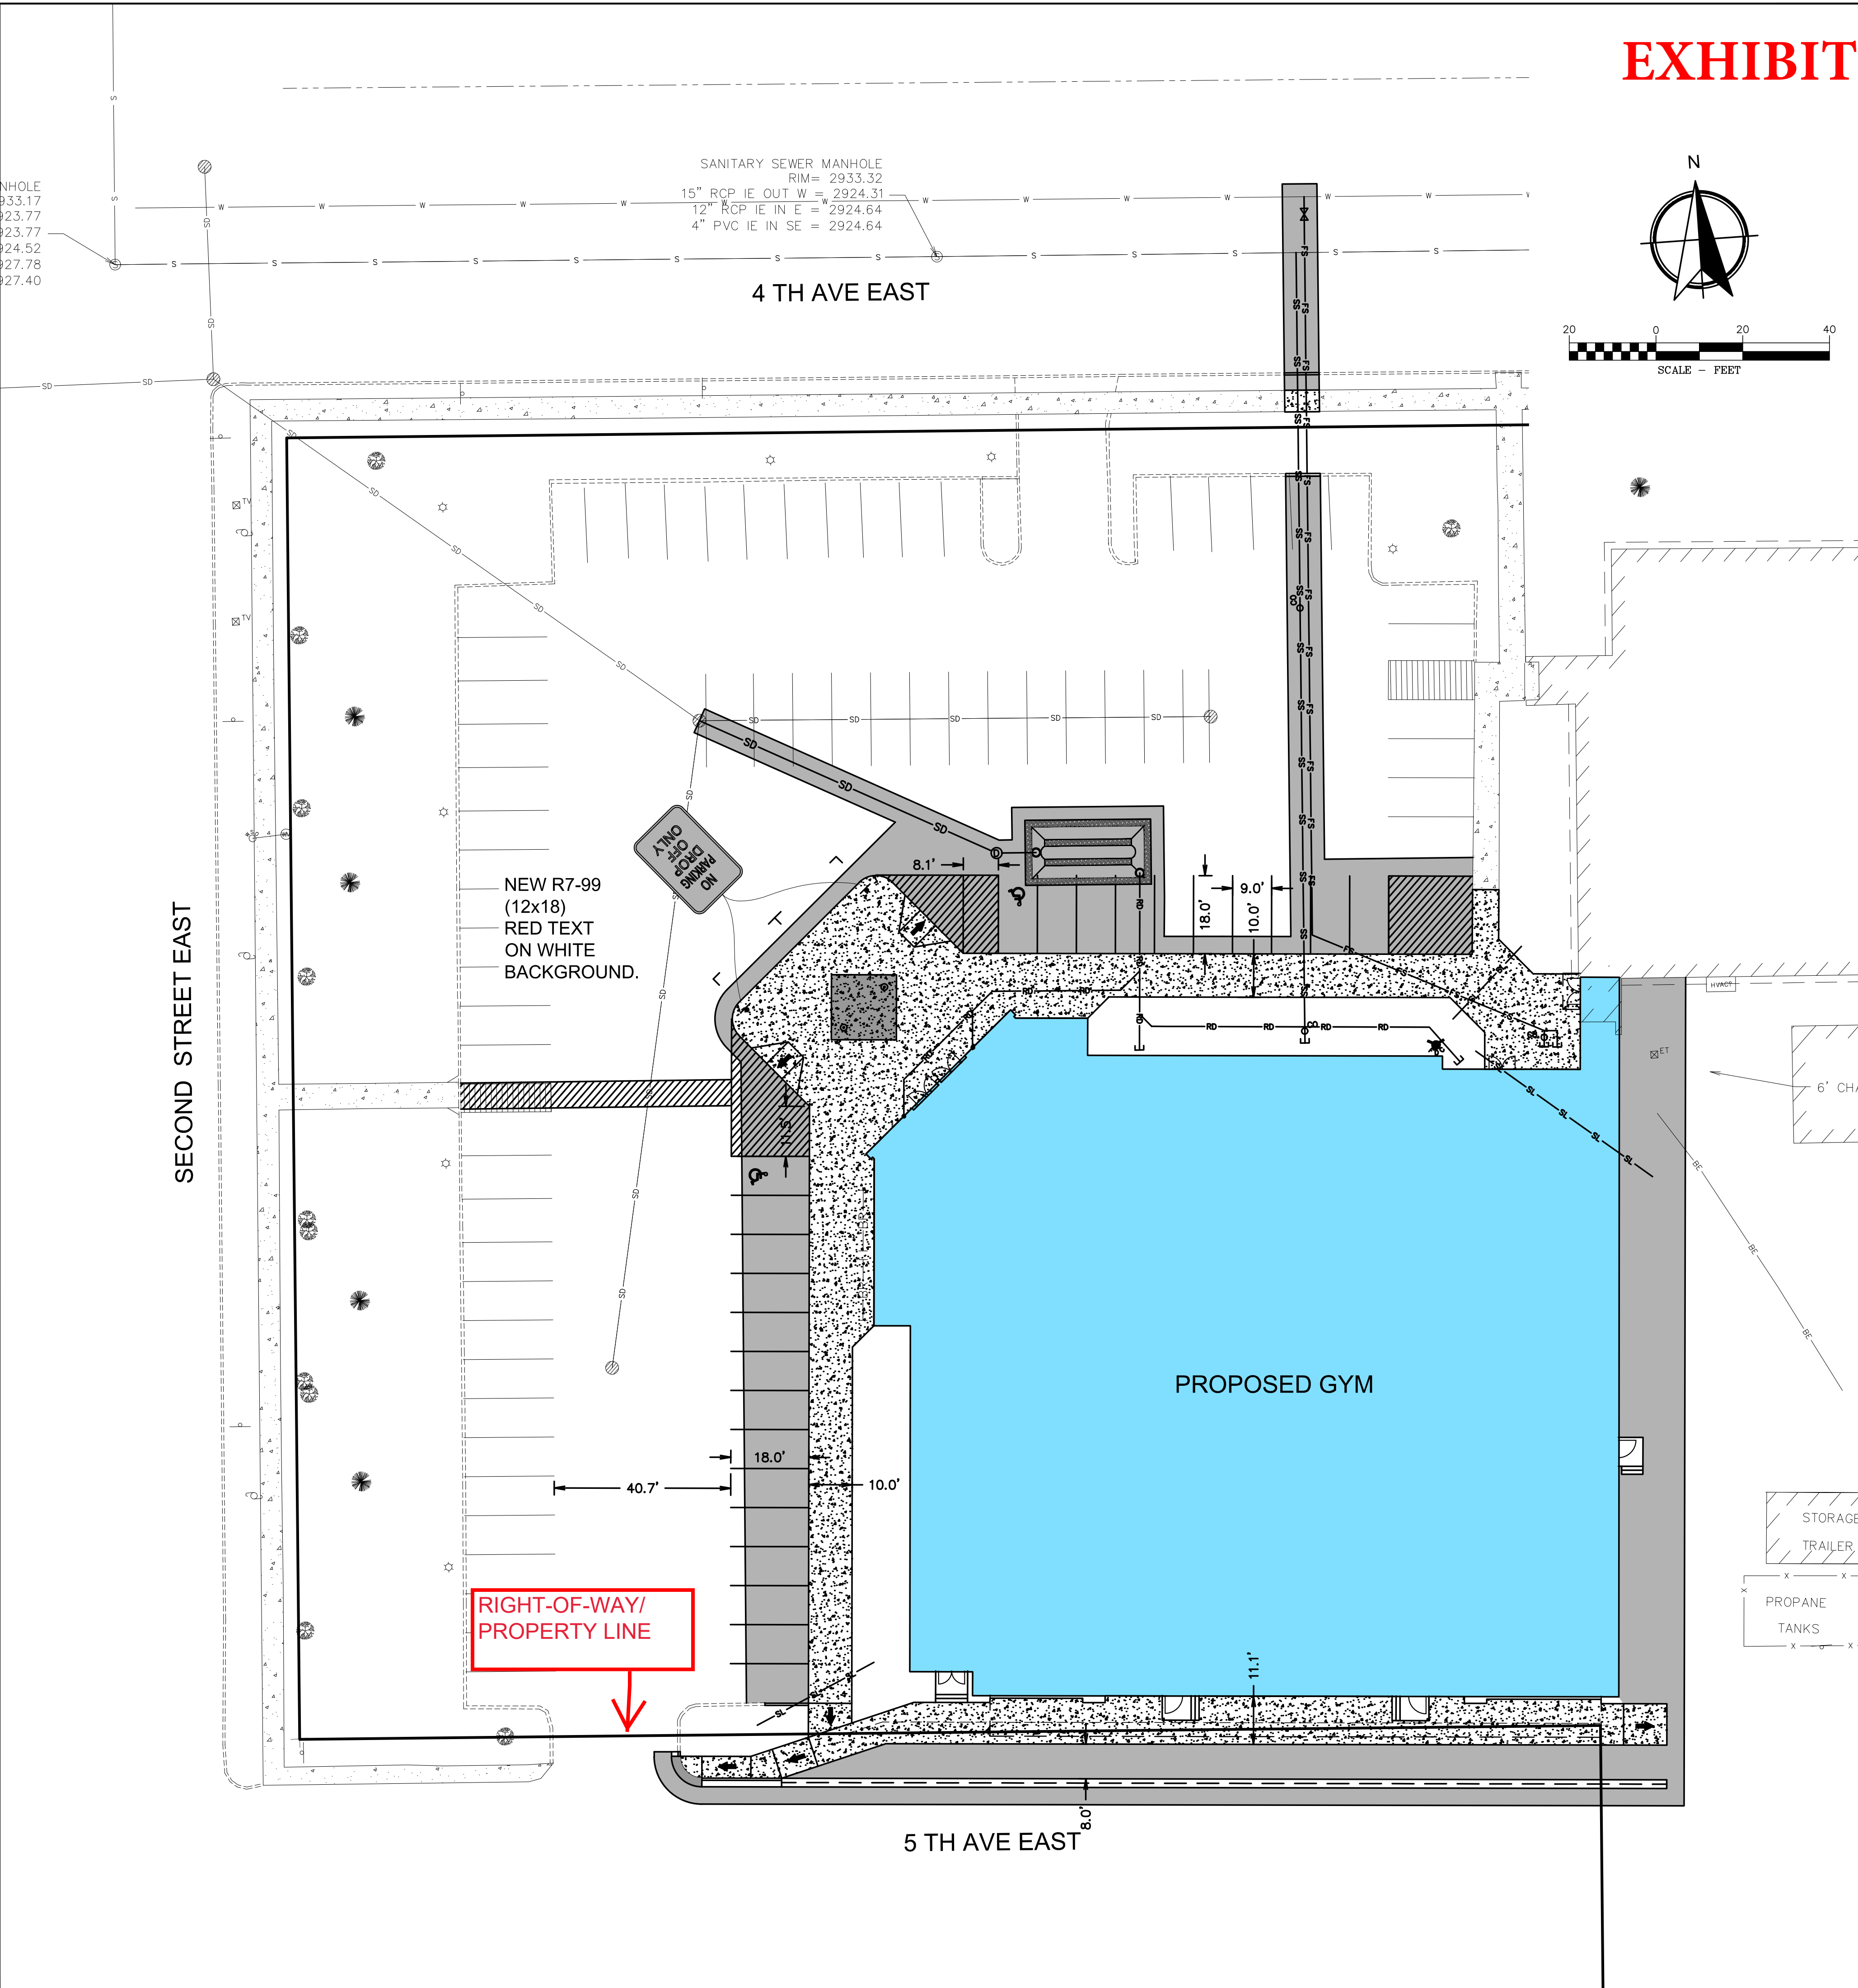 EXHIBIT
NHOLE
933.17
923.77
923.77
924.52
927.78
927.40
SANITARY SEWER MANHOLE
RIM= 2933.32
15" RCP IE OUT W = 2924.31
12" RCP IE IN E = 2924.64
4" PVC IE IN SE = 2924.64
N
20 0 20 40
SCALE - FEET
4 TH AVE EAST
SECOND STREET EAST
TV
TV
NO
PARKING
DROP
OFF
ONLY
NEW R7-99
(12x18)
RED TEXT
ON WHITE
BACKGROUND.
8.1'
18.0'
9.0'
10.0'
11.5'
CO
HVAC
ET
6' CHA
PROPOSED GYM
18.0'
40.7'
10.0'
STORAGE
TRAILER
PROPANE
TANKS
RIGHT-OF-WAY/
PROPERTY LINE
11.1'
8.0'
5 TH AVE EAST